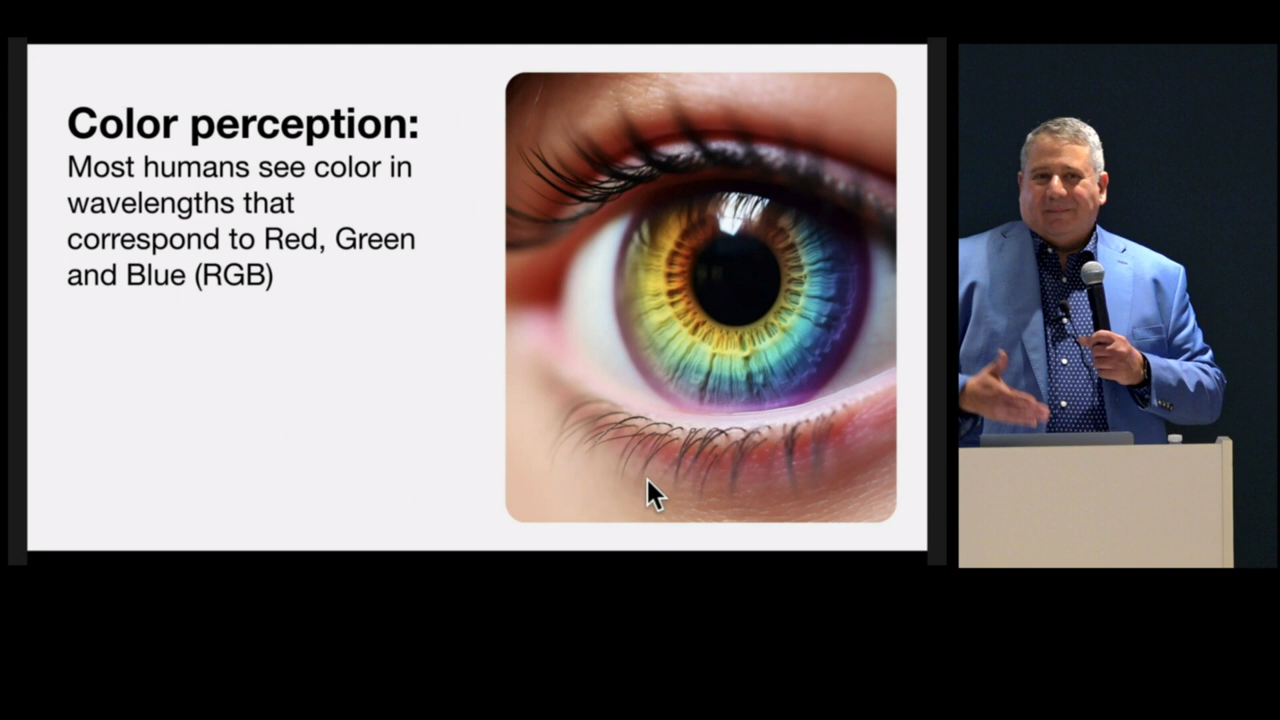 Color perception:
Most humans see color in
wavelengths that
correspond to Red, Green
and Blue (RGB)